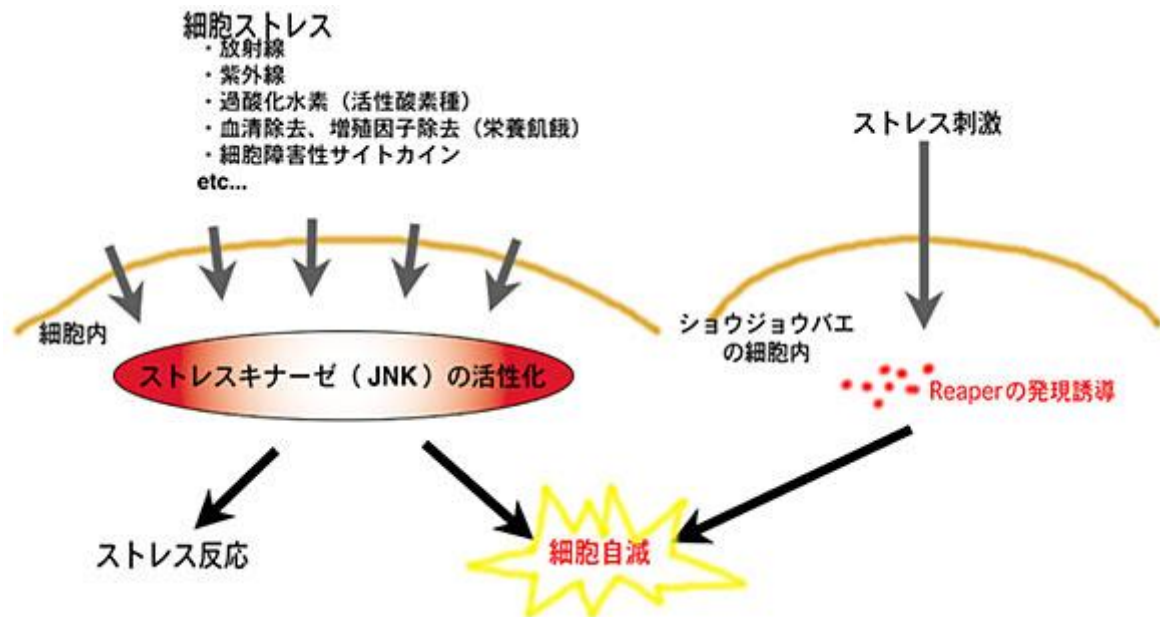 細胞ストレス
・放射線
・紫外線
・過酸化水素（活性酸素種）
・血清除去、増殖因子除去（栄養飢餓）
・細胞障害性サイトカイン
etc...
ストレス刺激
細胞内
ショウジョウバエ
の細胞内
ストレスキナーゼ（JNK）の活性化
Reaperの発現誘導
ストレス反応
細胞自滅